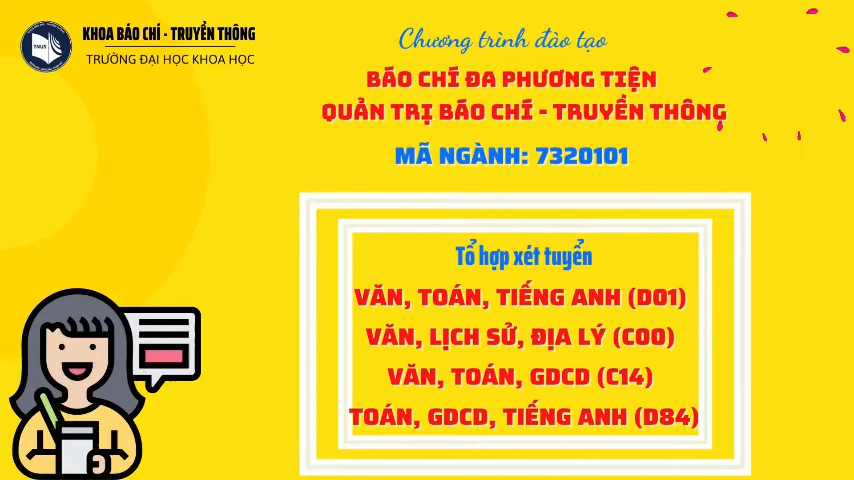 TNUS
KHOA BÁO CHÍ - TRUYỀN THÔNG
TRƯỜNG ĐẠI HỌC KHOA HỌC
Chương trình đào tạo
BÁO CHÍ ĐA PHƯƠNG TIỆN
QUẢN TRỊ BÁO CHÍ - TRUYỀN THÔNG
MÃ NGÀNH: 7320101
Tổ hợp xét tuyển
VĂN, TOÁN, TIẾNG ANH (D01)
VĂN, LỊCH SỬ, ĐỊA LÝ (C00)
VĂN, TOÁN, GDCD (C14)
TOÁN, GDCD, TIẾNG ANH (D84)